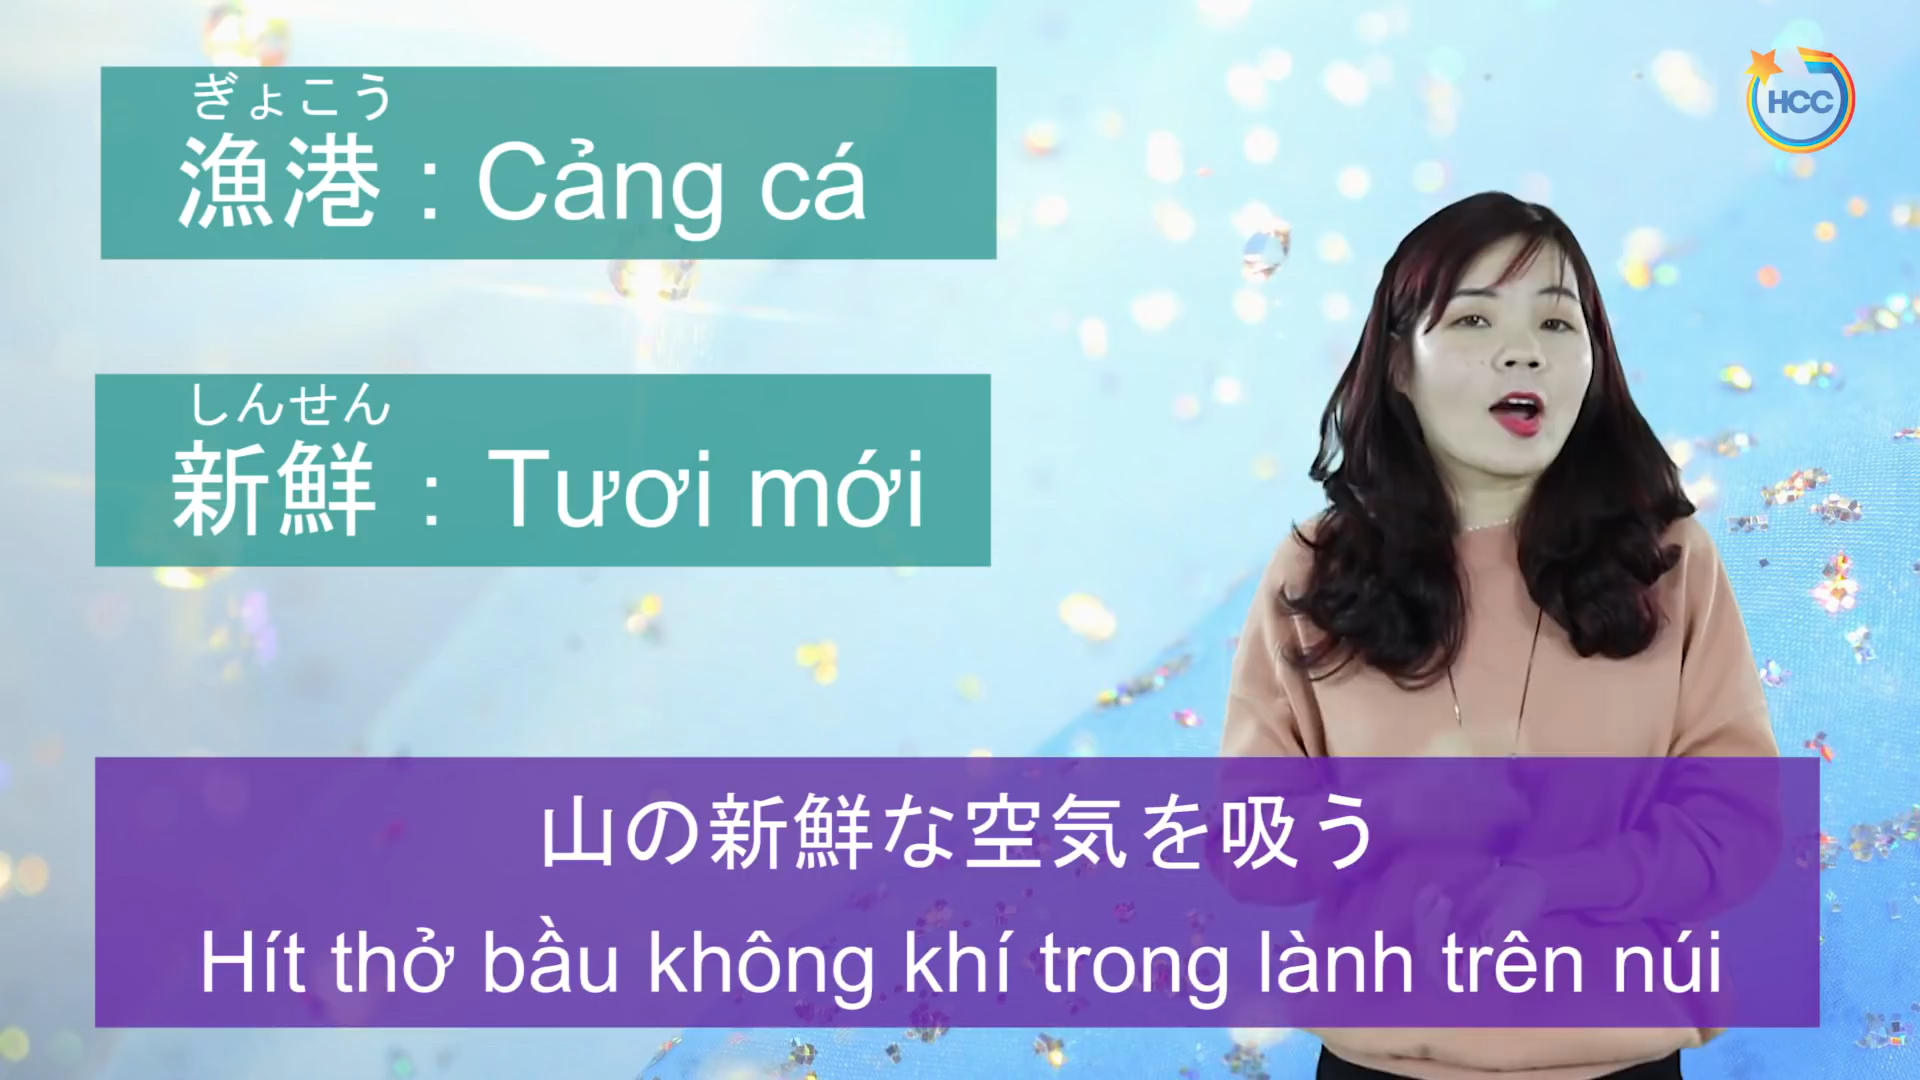 HCC
ぎょこう
漁港 : Cảng cá
しんせん
新鮮 : Tươi mới
山の新鮮な空気を吸う
Hít thở bầu không khí trong lành trên núi